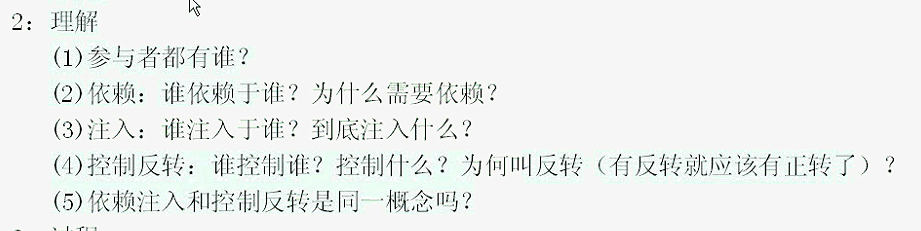 2：理解
(1)参与者都有谁？
(2)依赖：谁依赖于谁？为什么需要依赖？
(3)注入：谁注入于谁？到底注入什么？
(4)控制反转：谁控制谁？控制什么？为何叫反转（有反转就应该有正转了）？
(5)依赖注入和控制反转是同一概念吗？